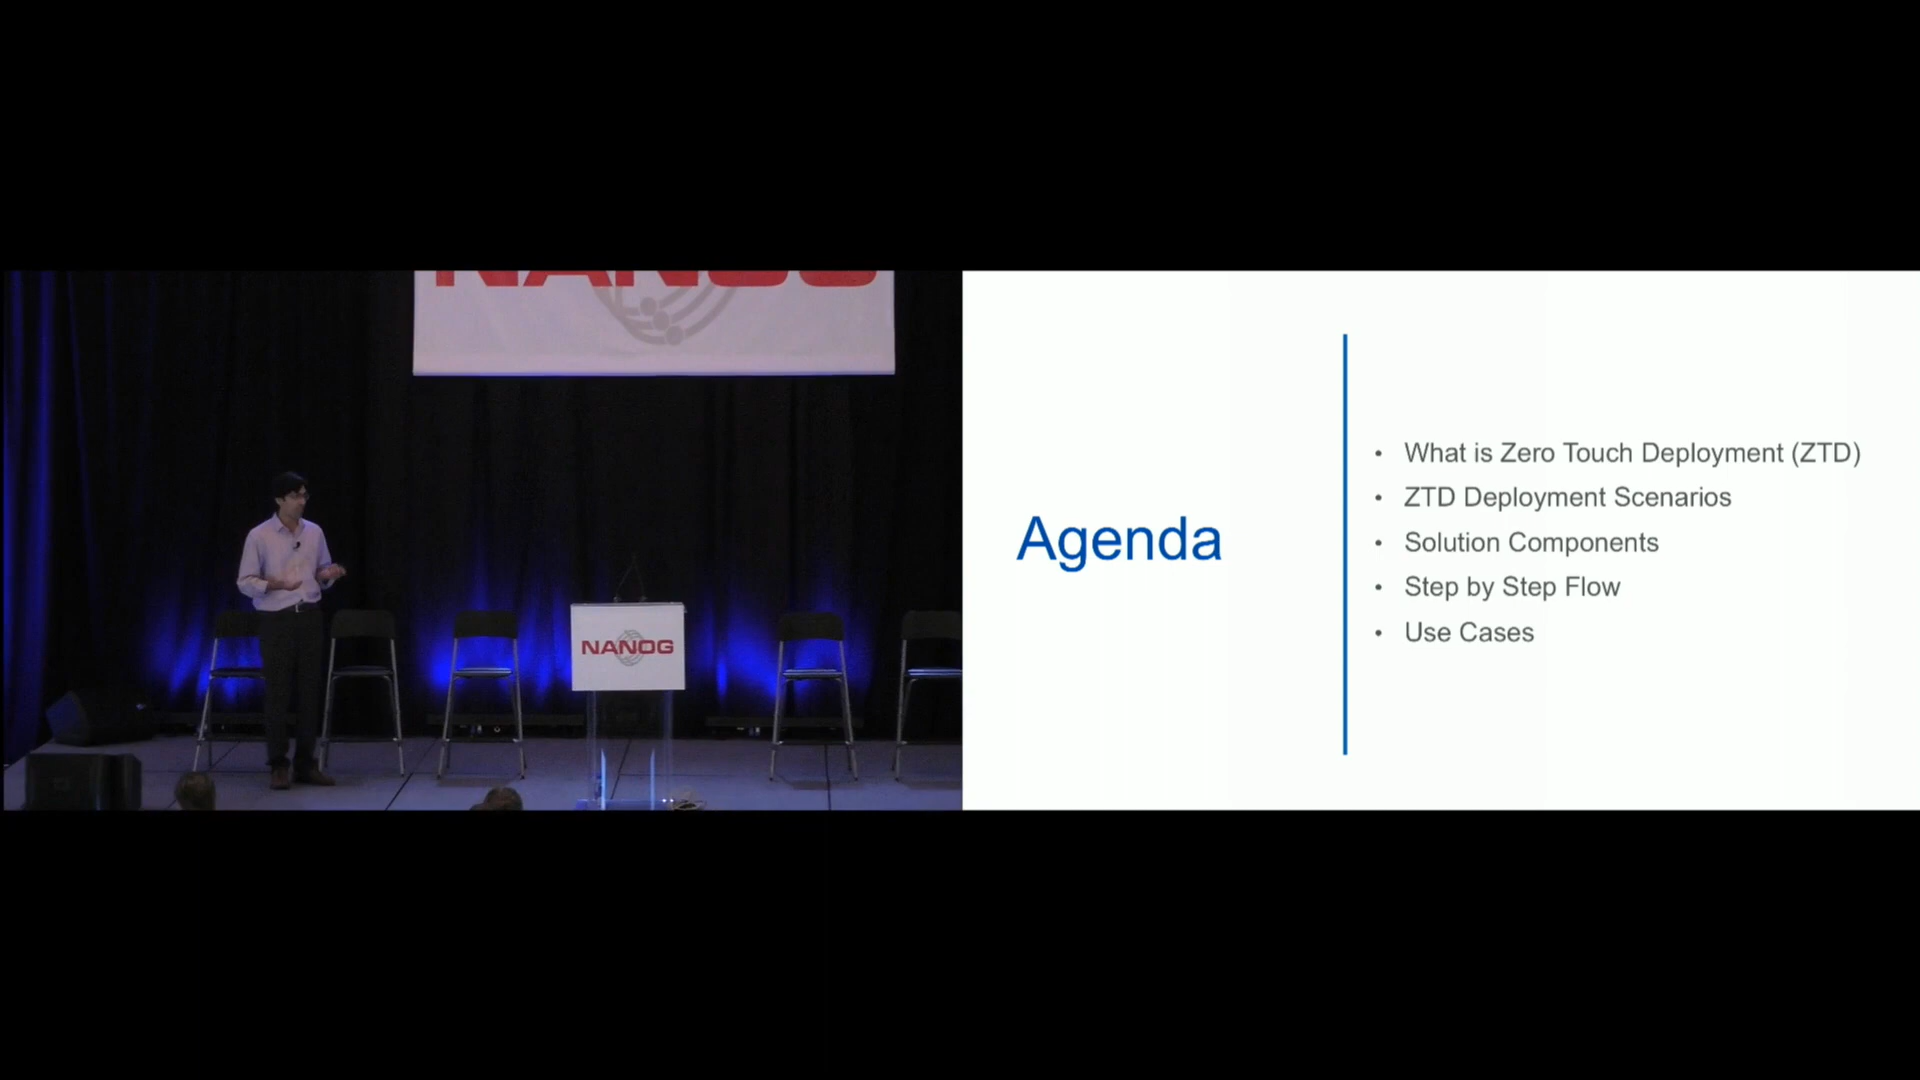 NANOG
NANOG
Agenda
• What is Zero Touch Deployment (ZTD)
• ZTD Deployment Scenarios
• Solution Components
• Step by Step Flow
• Use Cases